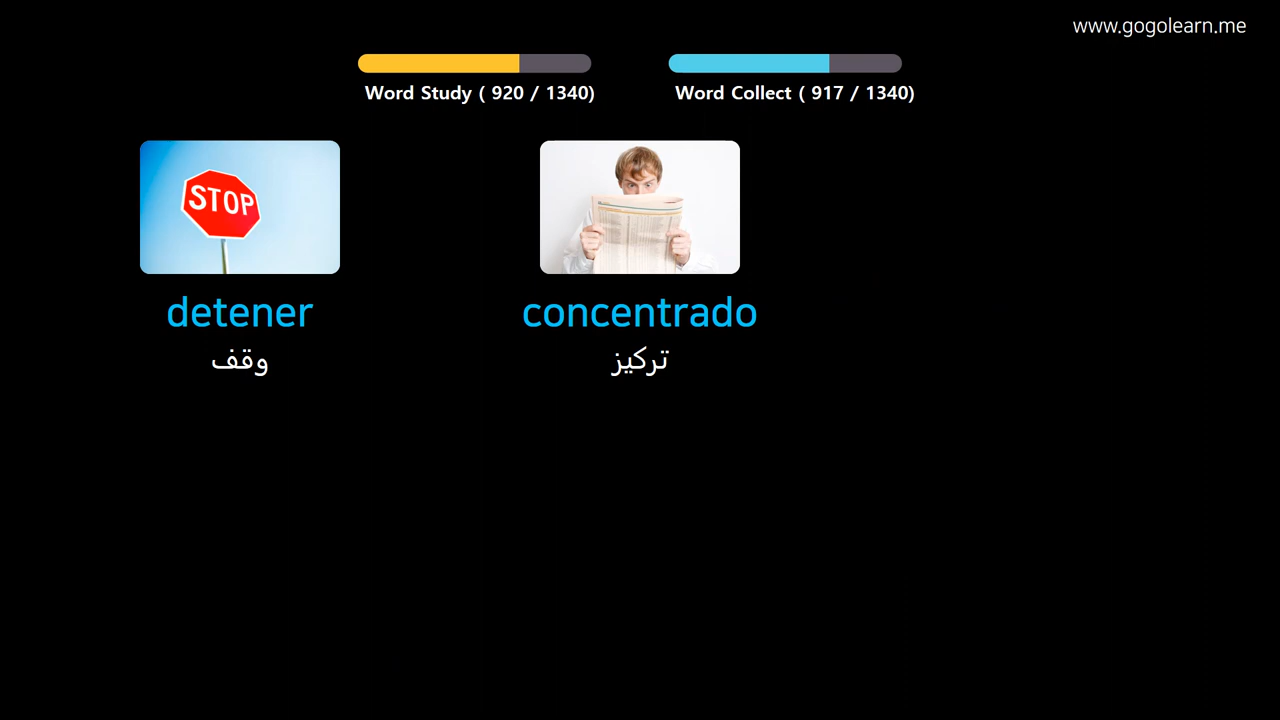 www.gogolearn.me
Word Study ( 920 / 1340)
Word Collect ( 917 / 1340)
STOP
detener
concentrado
وقف
تركيز